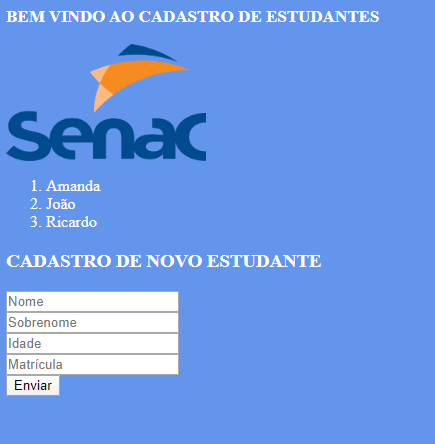 BEM VINDO AO CADASTRO DE ESTUDANTES
senac
1. Amanda
2. João
3. Ricardo
CADASTRO DE NOVO ESTUDANTE
Nome
Sobrenome
Idade
Matrícula
Enviar